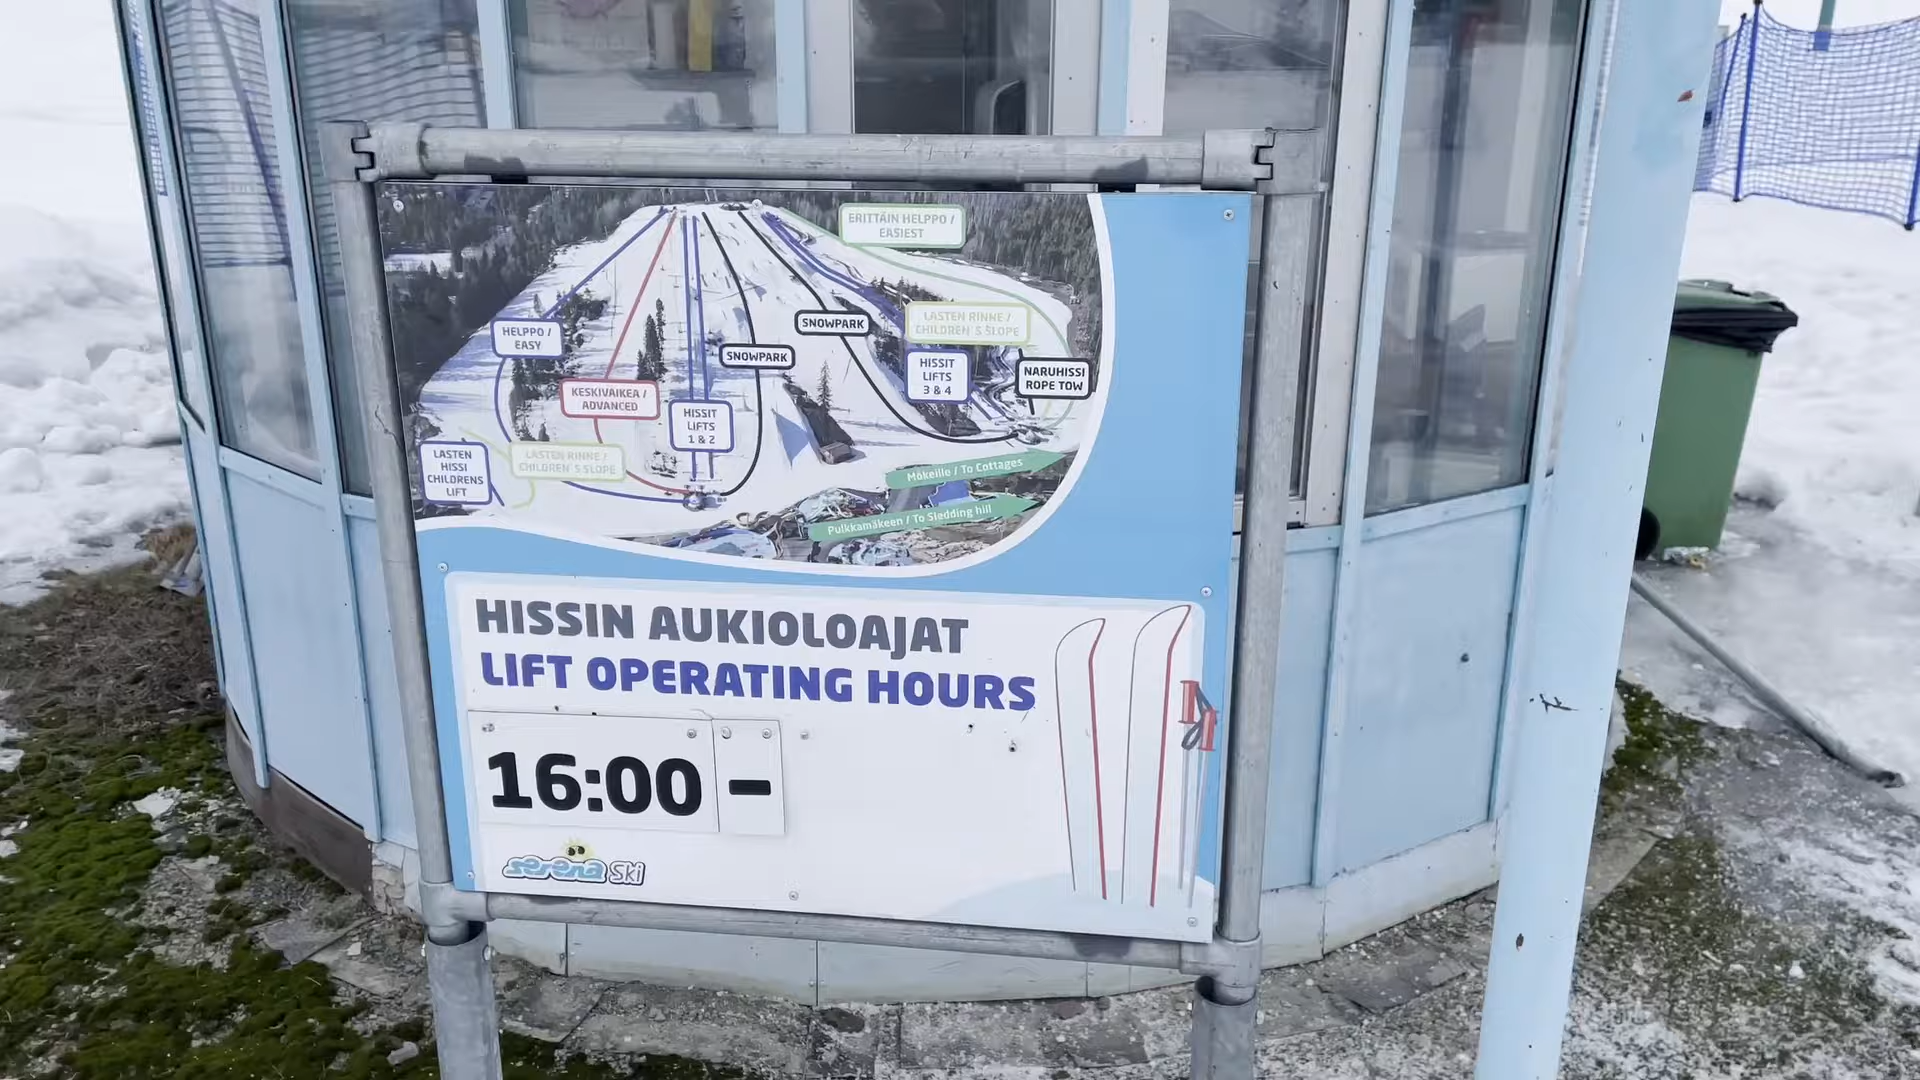 ERITTÄIN HELPPO /
EASIEST
HELPPO /
EASY
SNOWPARK
SNOWPARK
LASTEN RINNE /
CHILDREN´S SLOPE
KESKIVAIKEA /
ADVANCED
HISSIT
LIFTS
1 & 2
HISSIT
LIFTS
3 & 4
NARUHISSI
ROPE TOW
LASTEN
HISSI
CHILDRENS
LIFT
LASTEN RINNE /
CHILDREN´S SLOPE
Mökeille / To Cottages
Pulkkamäkeen / To Sledding hill
HISSIN AUKIOLOAJAT
LIFT OPERATING HOURS
16:00 -
serena Ski